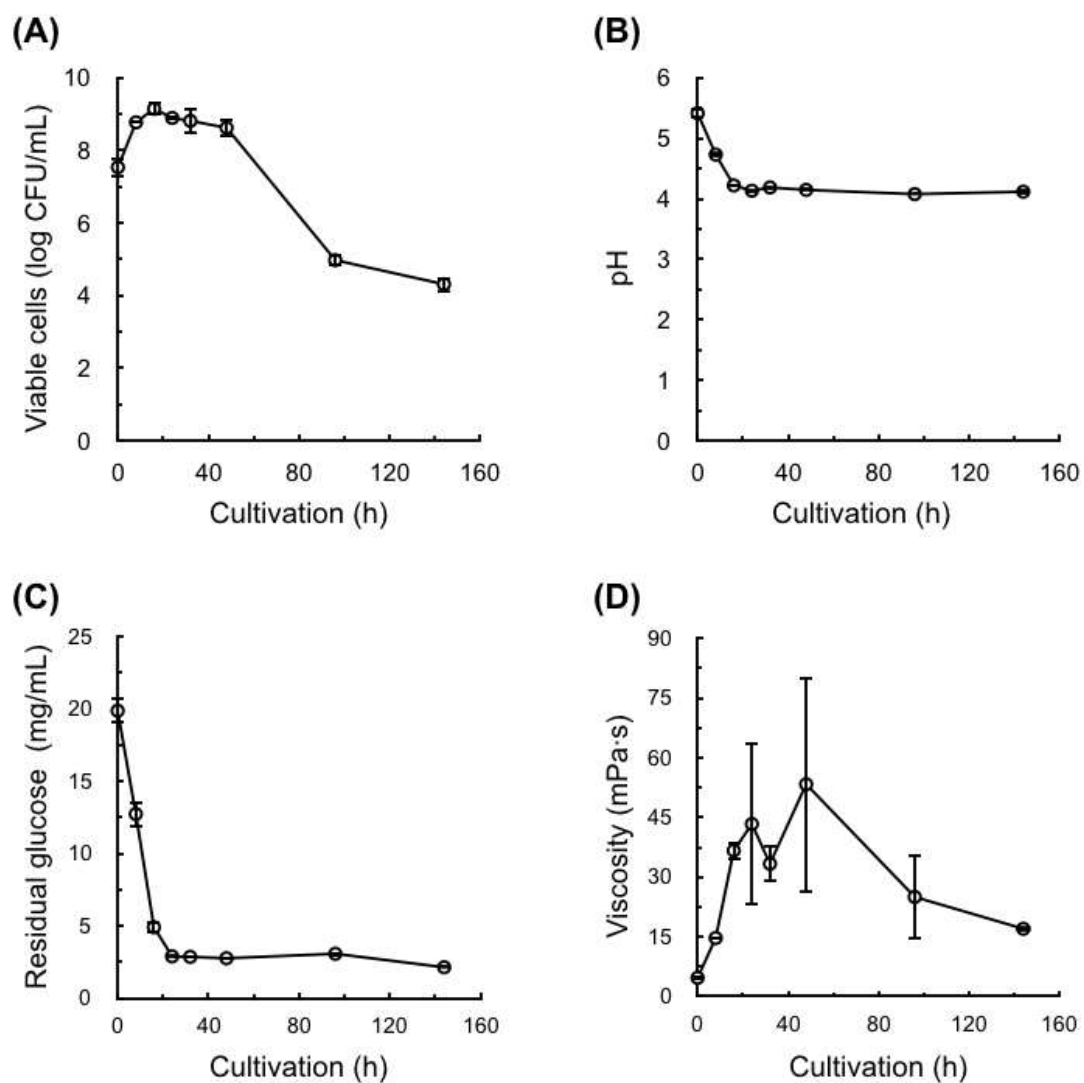 (A)
Viable cells (log CFU/mL)
10
8
6
4
2
0
0 40 80 120 160
Cultivation (h)
(B)
pH
6
5
4
3
2
1
0
0 40 80 120 160
Cultivation (h)
(C)
Residual glucose (mg/mL)
25
20
15
10
5
0
0 40 80 120 160
Cultivation (h)
(D)
Viscosity (mPa·s)
90
75
60
45
30
15
0
0 40 80 120 160
Cultivation (h)